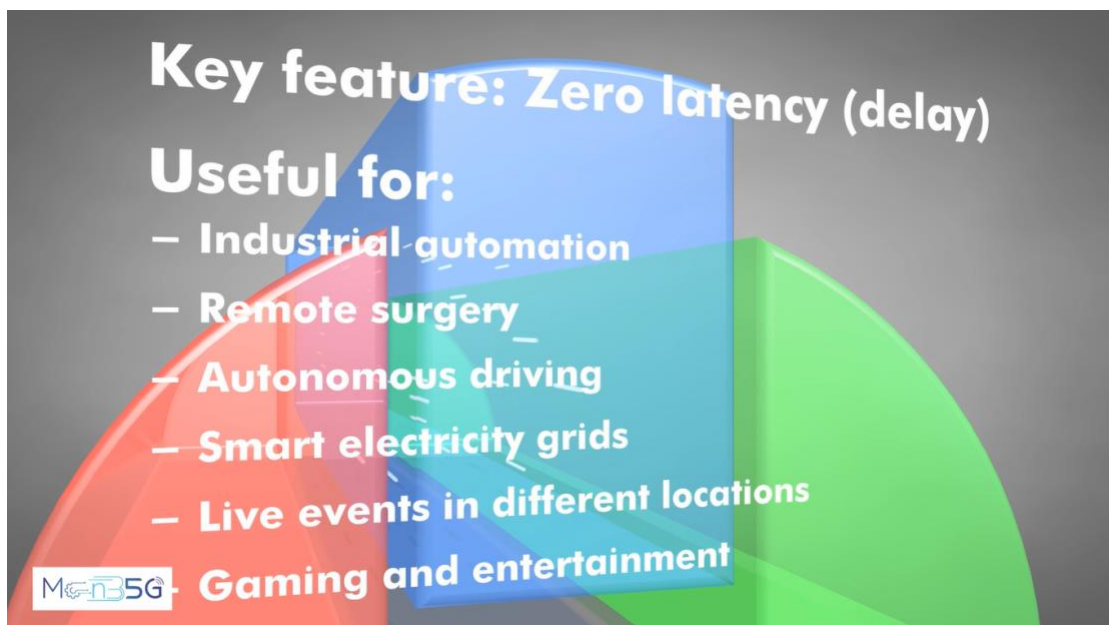 Key feature: Zero latency (delay)
Useful for:
– Industrial automation
– Remote surgery
– Autonomous driving
– Smart electricity grids
– Live events in different locations
– Gaming and entertainment
5G